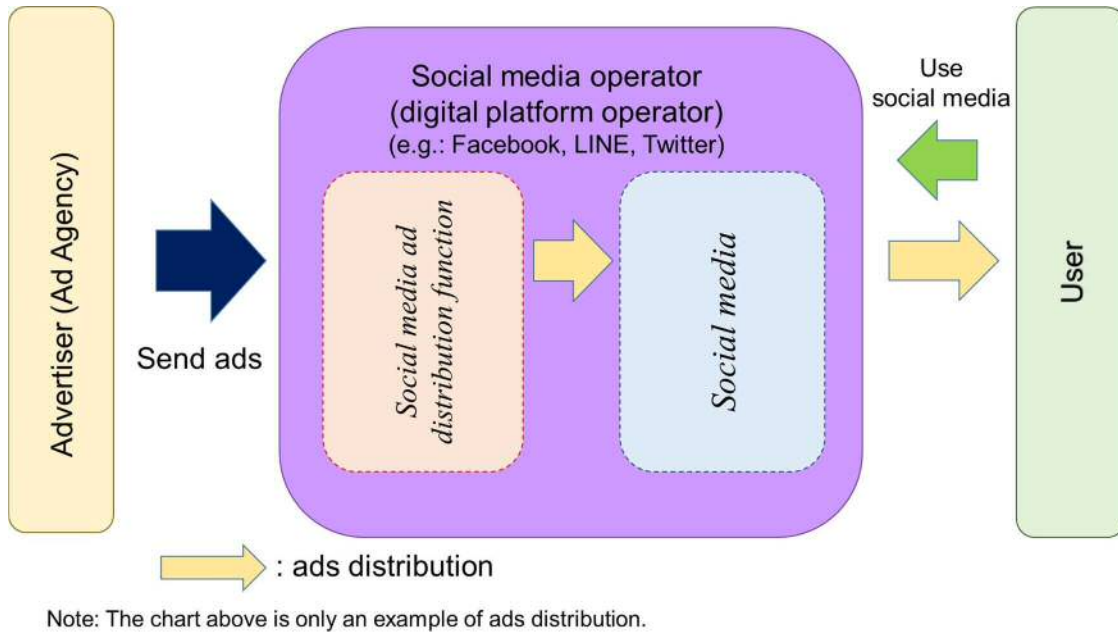 Advertiser (Ad Agency)
Send ads
Social media operator
(digital platform operator)
(e.g.: Facebook, LINE, Twitter)
Social media ad
distribution function
Social media
Use
social media
User
: ads distribution
Note: The chart above is only an example of ads distribution.